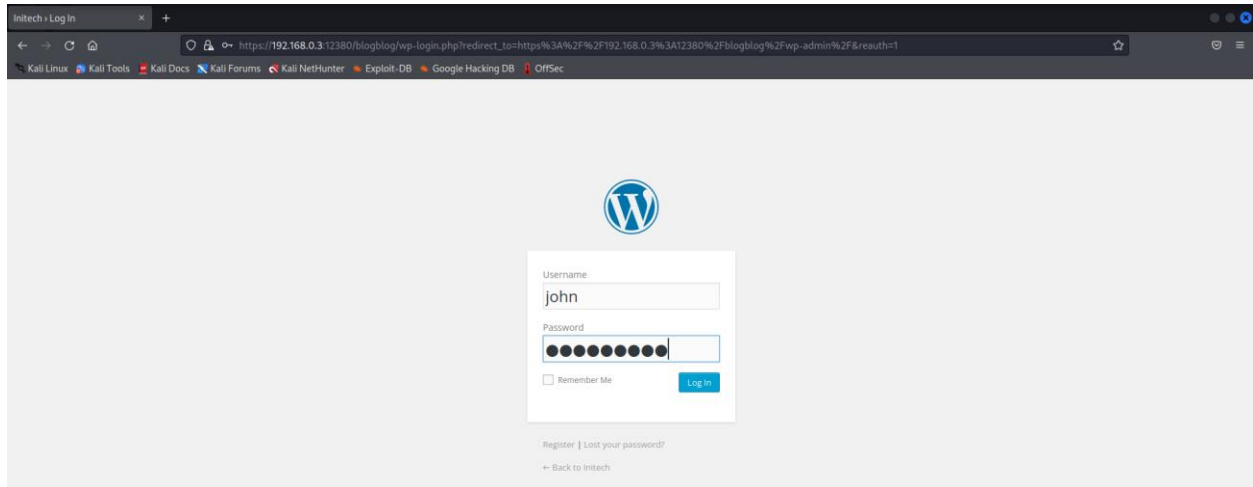 Initech › Log In × +
https://192.168.0.3:12380/blogblog/wp-login.php?redirect_to=https%3A%2F%2F192.168.0.3%3A12380%2Fblogblog%2Fwp-admin%2F&reauth=1
Kali Linux Kali Tools Kali Docs Kali Forums Kali NetHunter Exploit-DB Google Hacking DB OffSec
Username
john
Password
●●●●●●●●●
Remember Me Log In
Register | Lost your password?
← Back to Initech